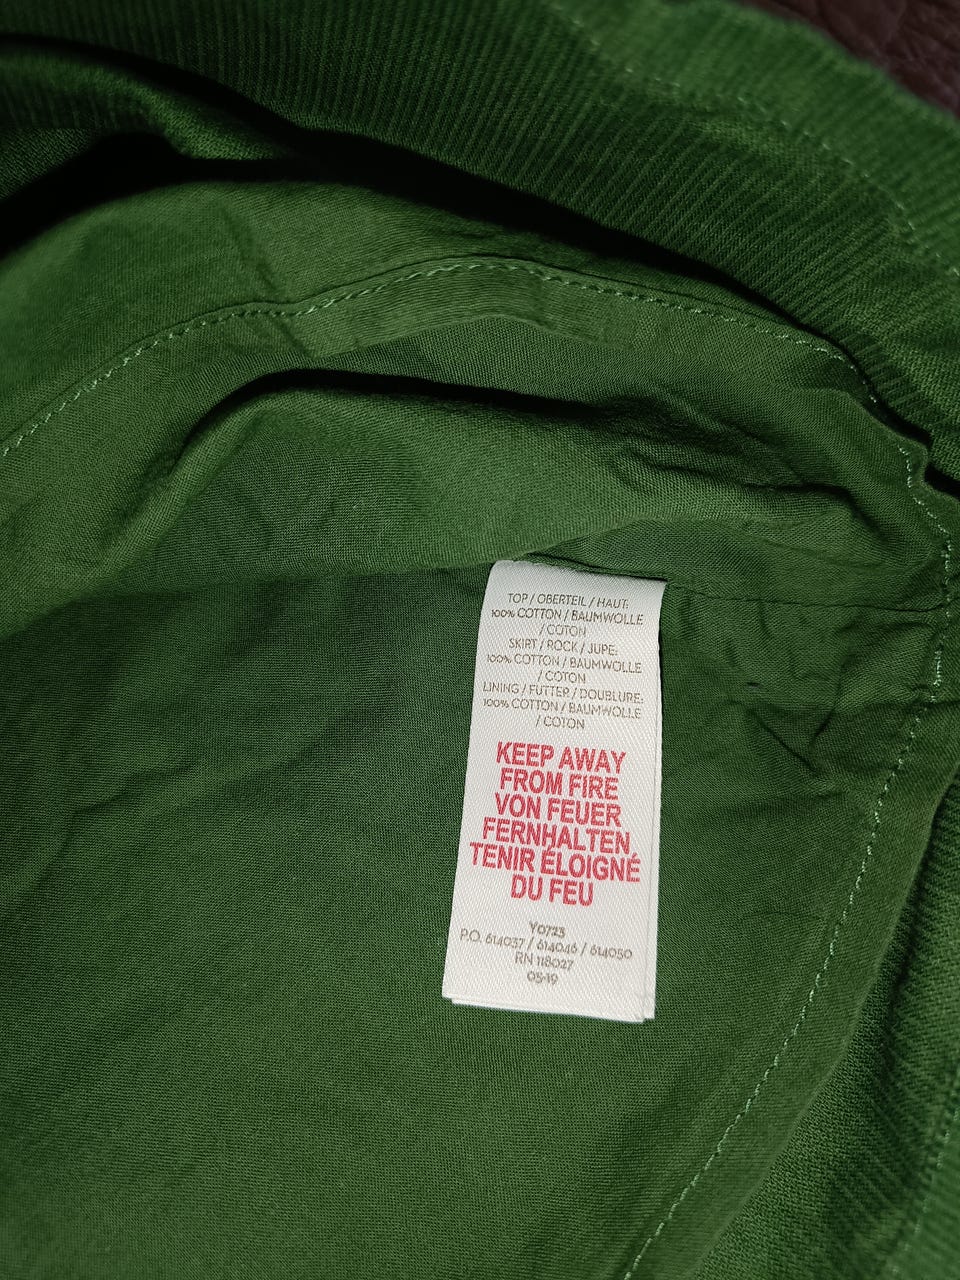 TOP / OBERTEIL / HAUT:
100% COTTON / BAUMWOLLE
/ COTON
SKIRT / ROCK / JUPE:
100% COTTON / BAUMWOLLE
/ COTON
LINING / FUTTER / DOUBLURE:
100% COTTON / BAUMWOLLE
/ COTON
KEEP AWAY
FROM FIRE
VON FEUER
FERNHALTEN
TENIR ÉLOIGNÉ
DU FEU
Y0723
P.O. 614037 / 614046 / 614050
RN 118027
05-19